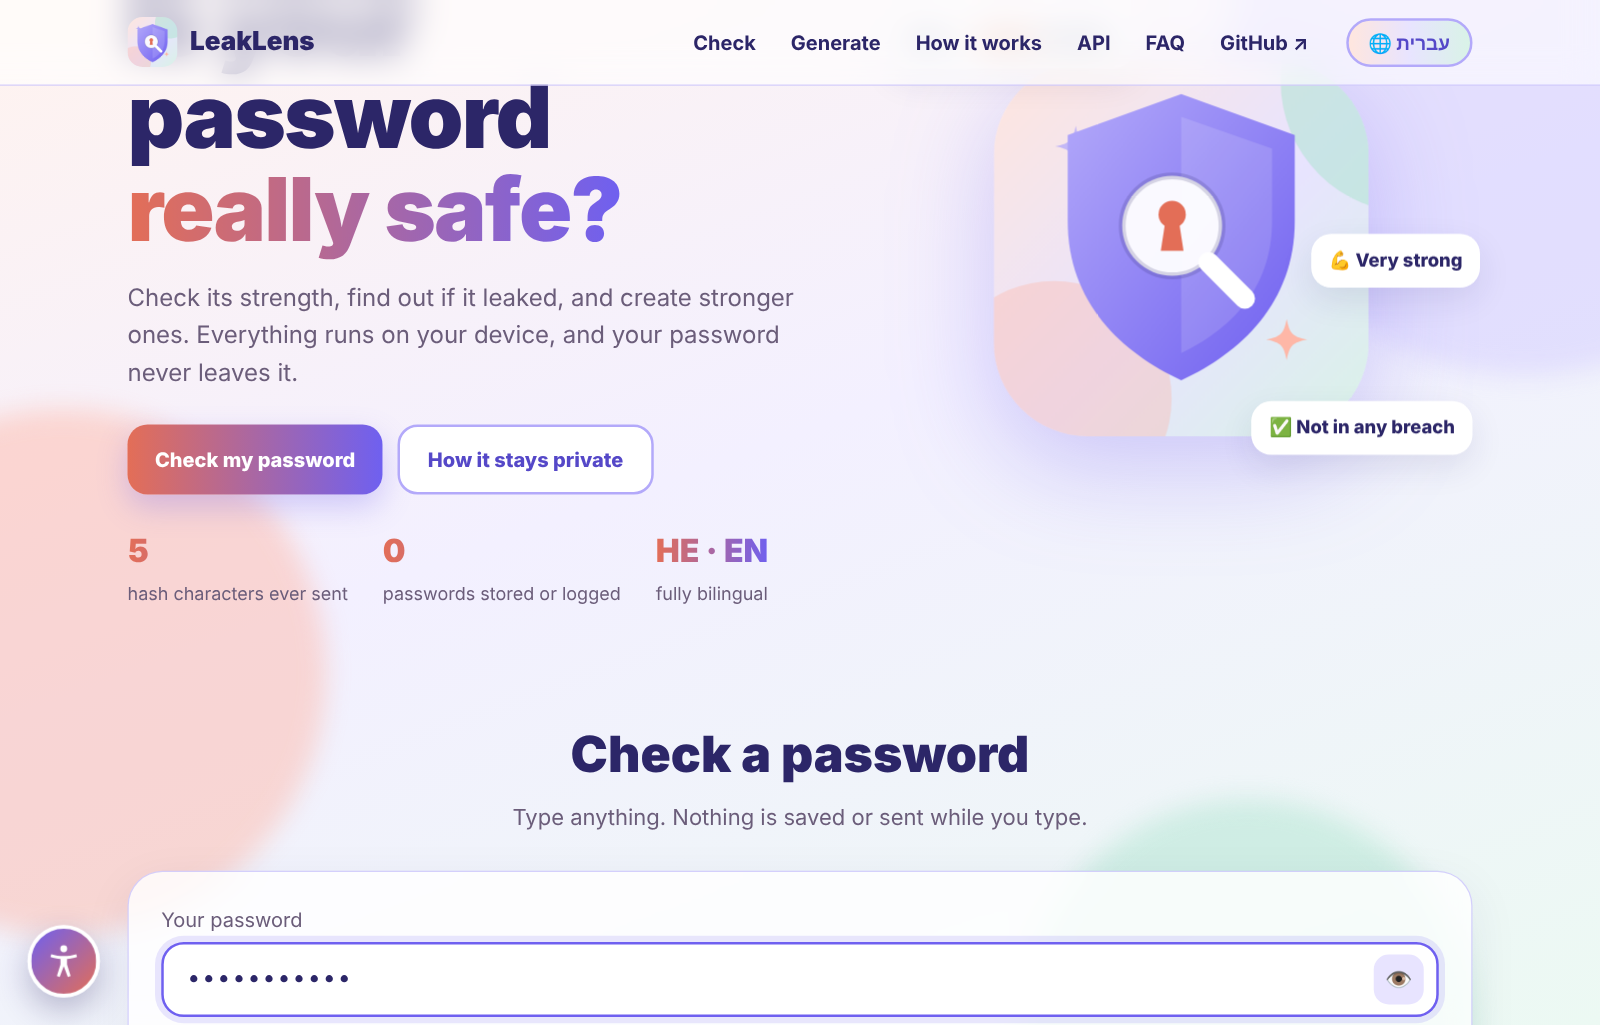 LeakLens
Check
Generate
How it works
API
FAQ
GitHub ↗
🌐 עברית
password
really safe?
Check its strength, find out if it leaked, and create stronger
ones. Everything runs on your device, and your password
never leaves it.
💪 Very strong
✅ Not in any breach
Check my password
How it stays private
5
hash characters ever sent
0
passwords stored or logged
HE · EN
fully bilingual
Check a password
Type anything. Nothing is saved or sent while you type.
Your password
•••••••••••